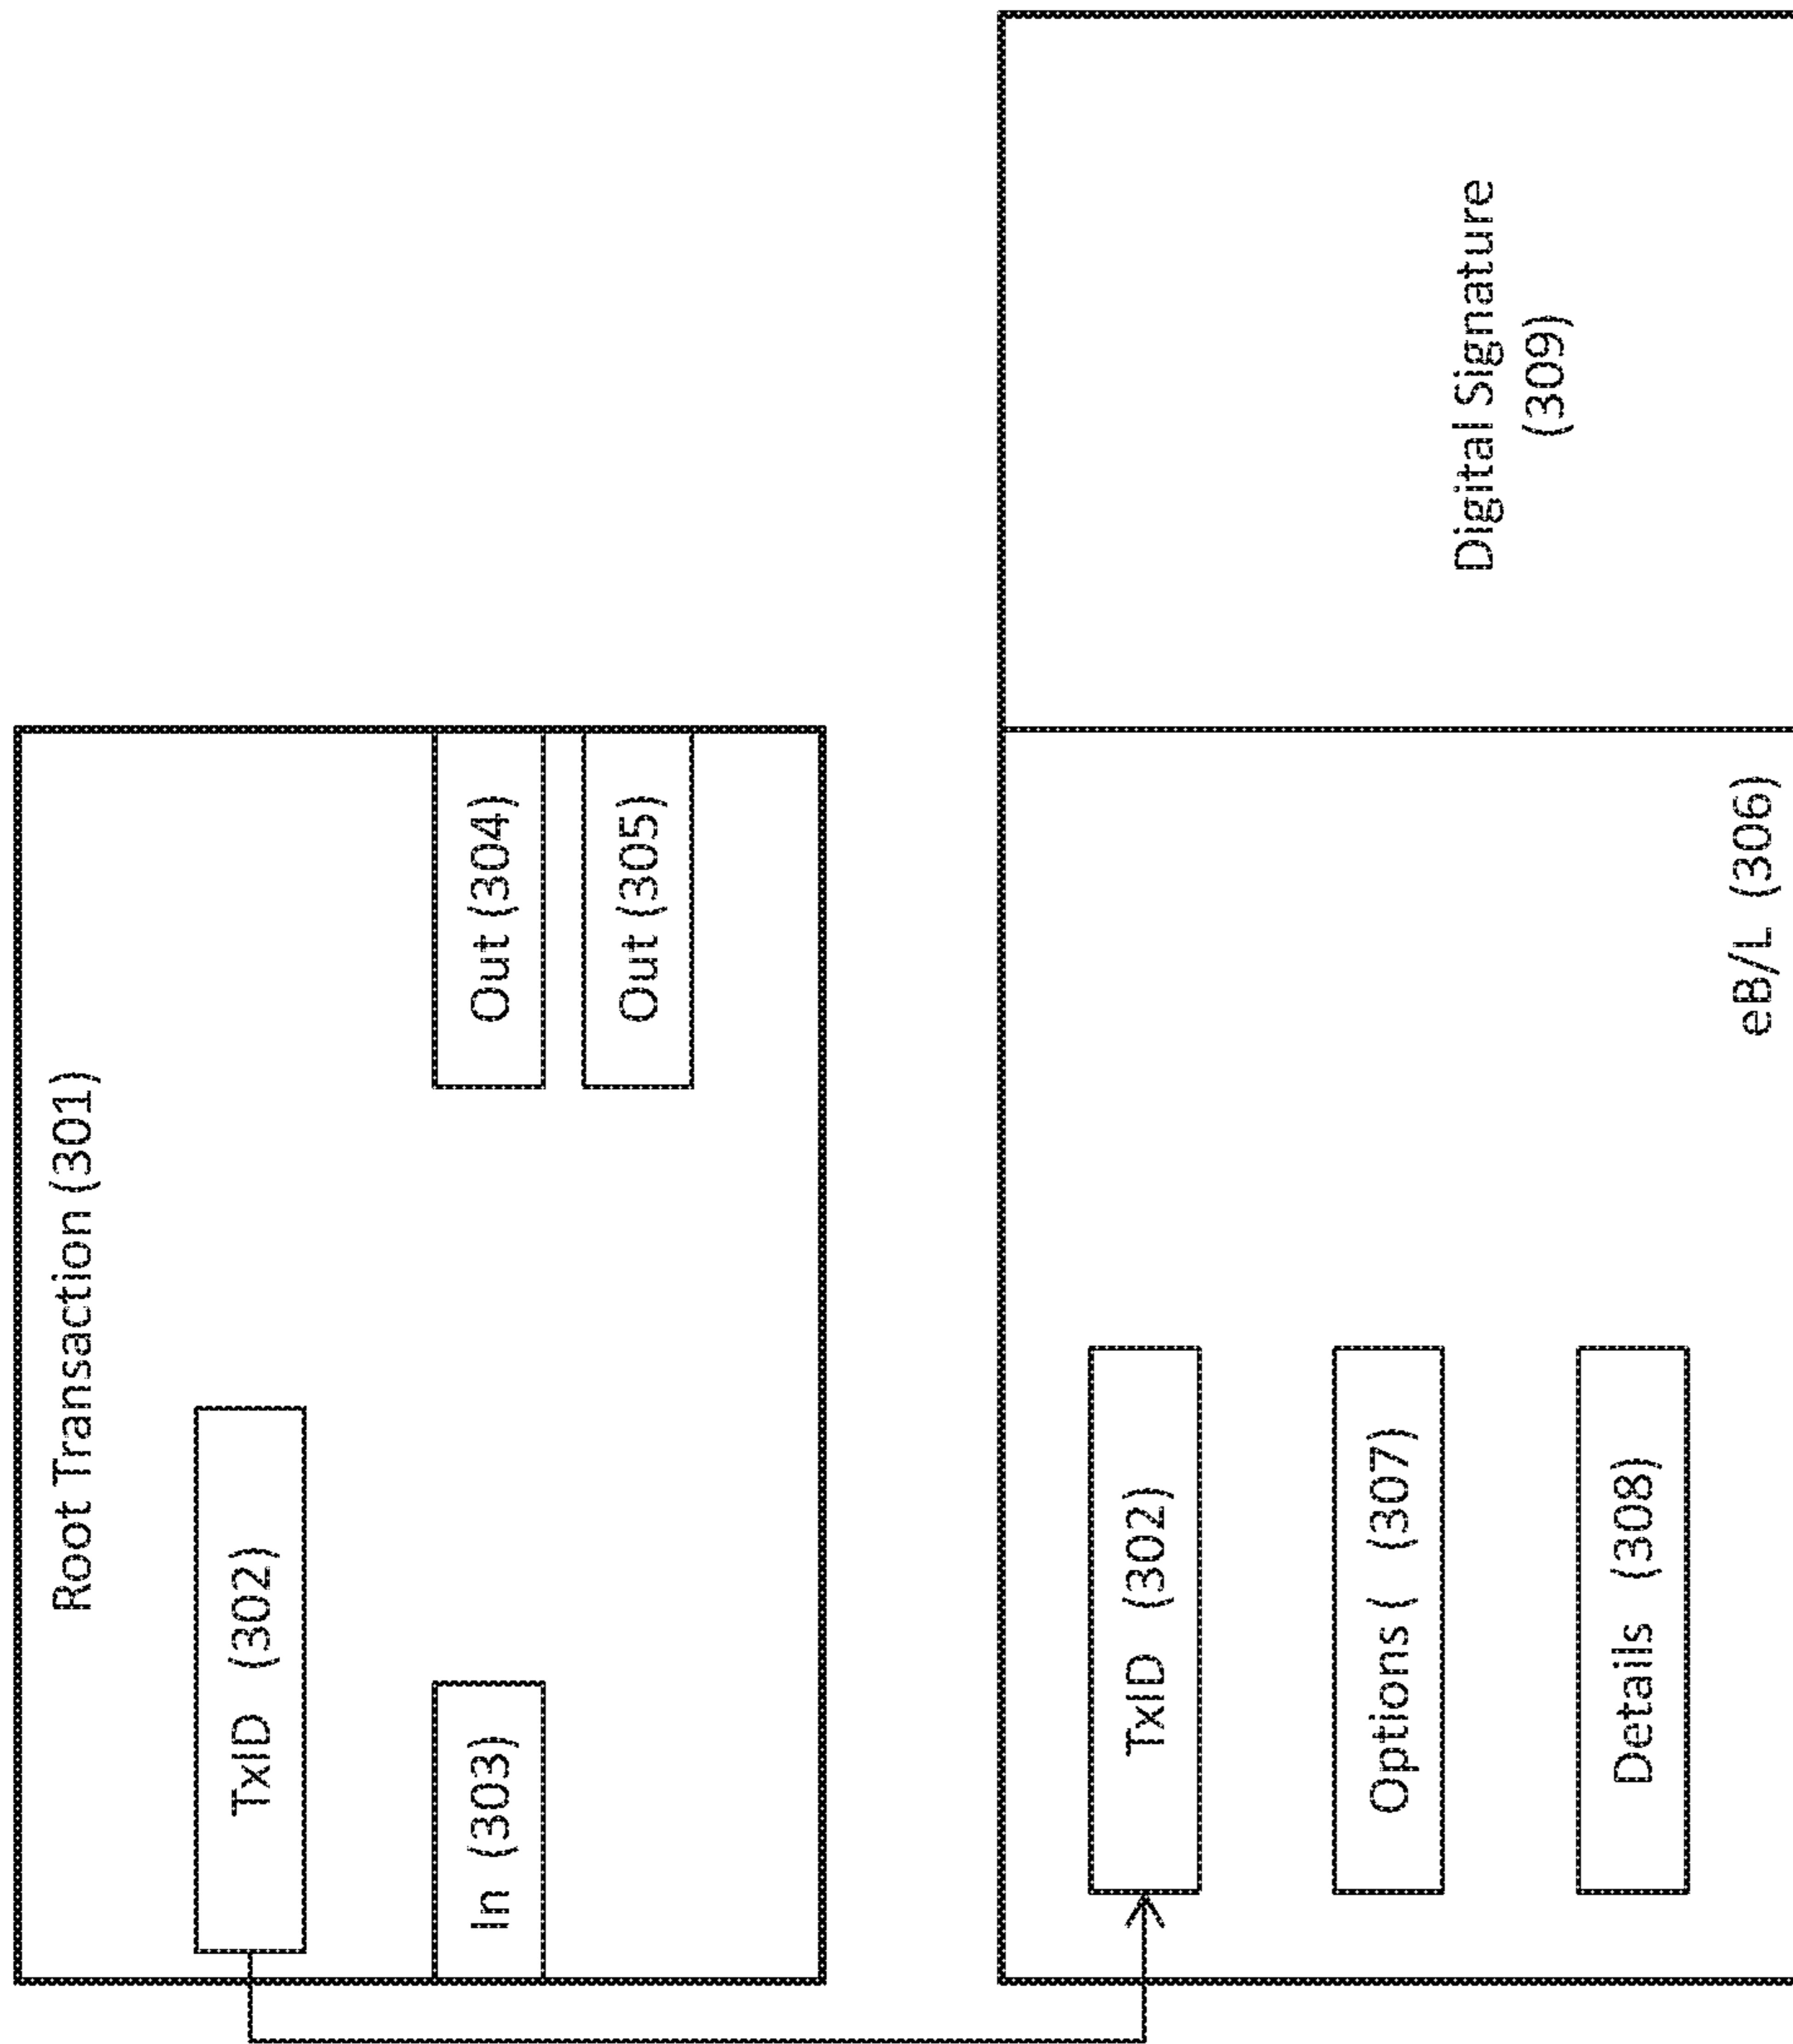 Root Transaction (301)
TxID (302)
In (303)
Out (304)
Out (305)
TxID (302)
Options ( (307)
Details (308)
eB/L (306)
Digital Signature
(309)